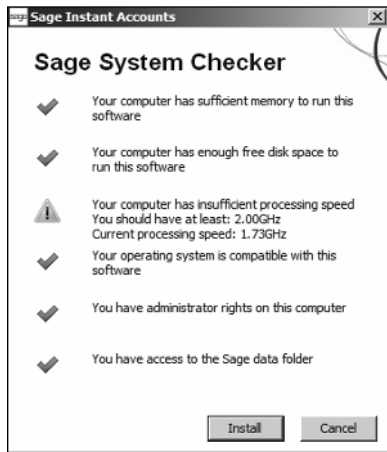 sage Sage Instant Accounts
Sage System Checker
Your computer has sufficient memory to run this
software
Your computer has enough free disk space to
run this software
Your computer has insufficient processing speed
You should have at least: 2.00GHz
Current processing speed: 1.73GHz
Your operating system is compatible with this
software
You have administrator rights on this computer
You have access to the Sage data folder
Install Cancel